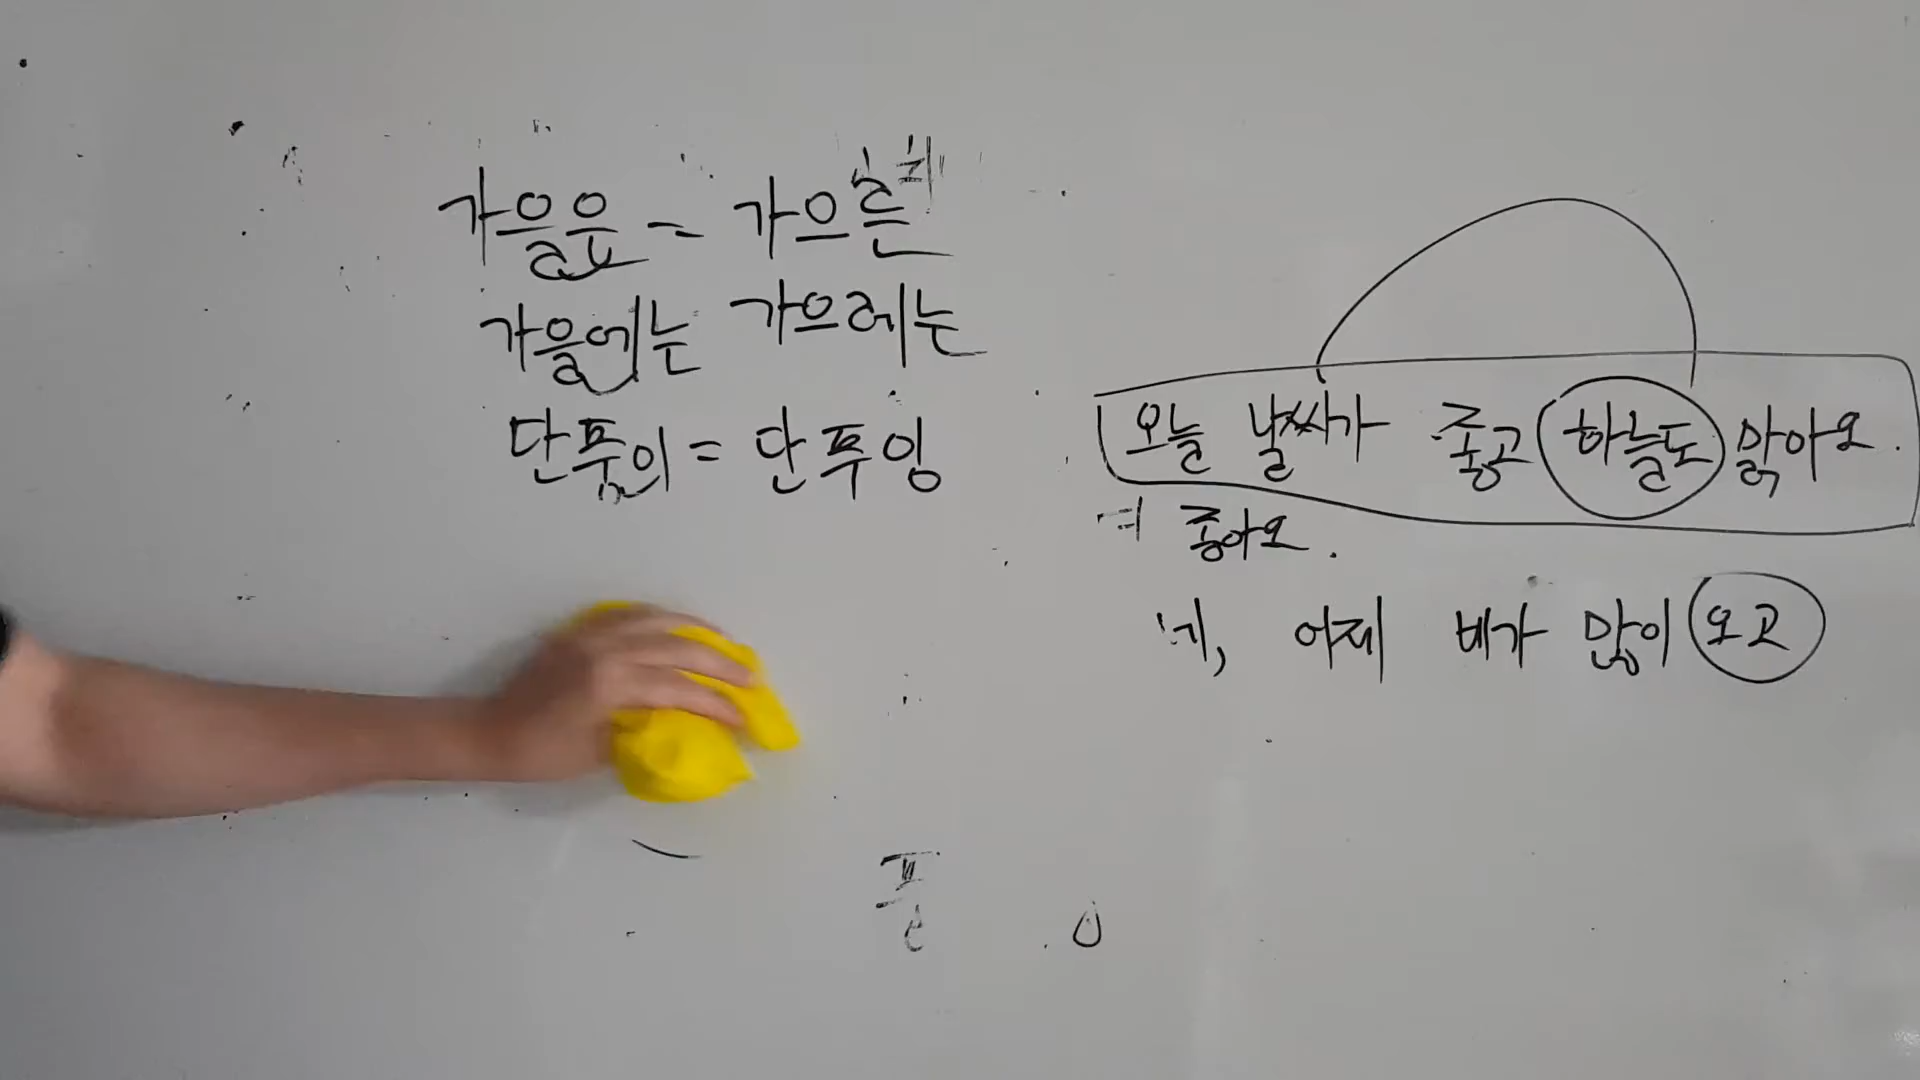 가을은 = 가으른
가을에는 가으레는
단풍이 = 단푸잉
오늘 날씨가 좋고 하늘도 맑아요.
좋아요.
네, 어제 비가 많이 오고
풍